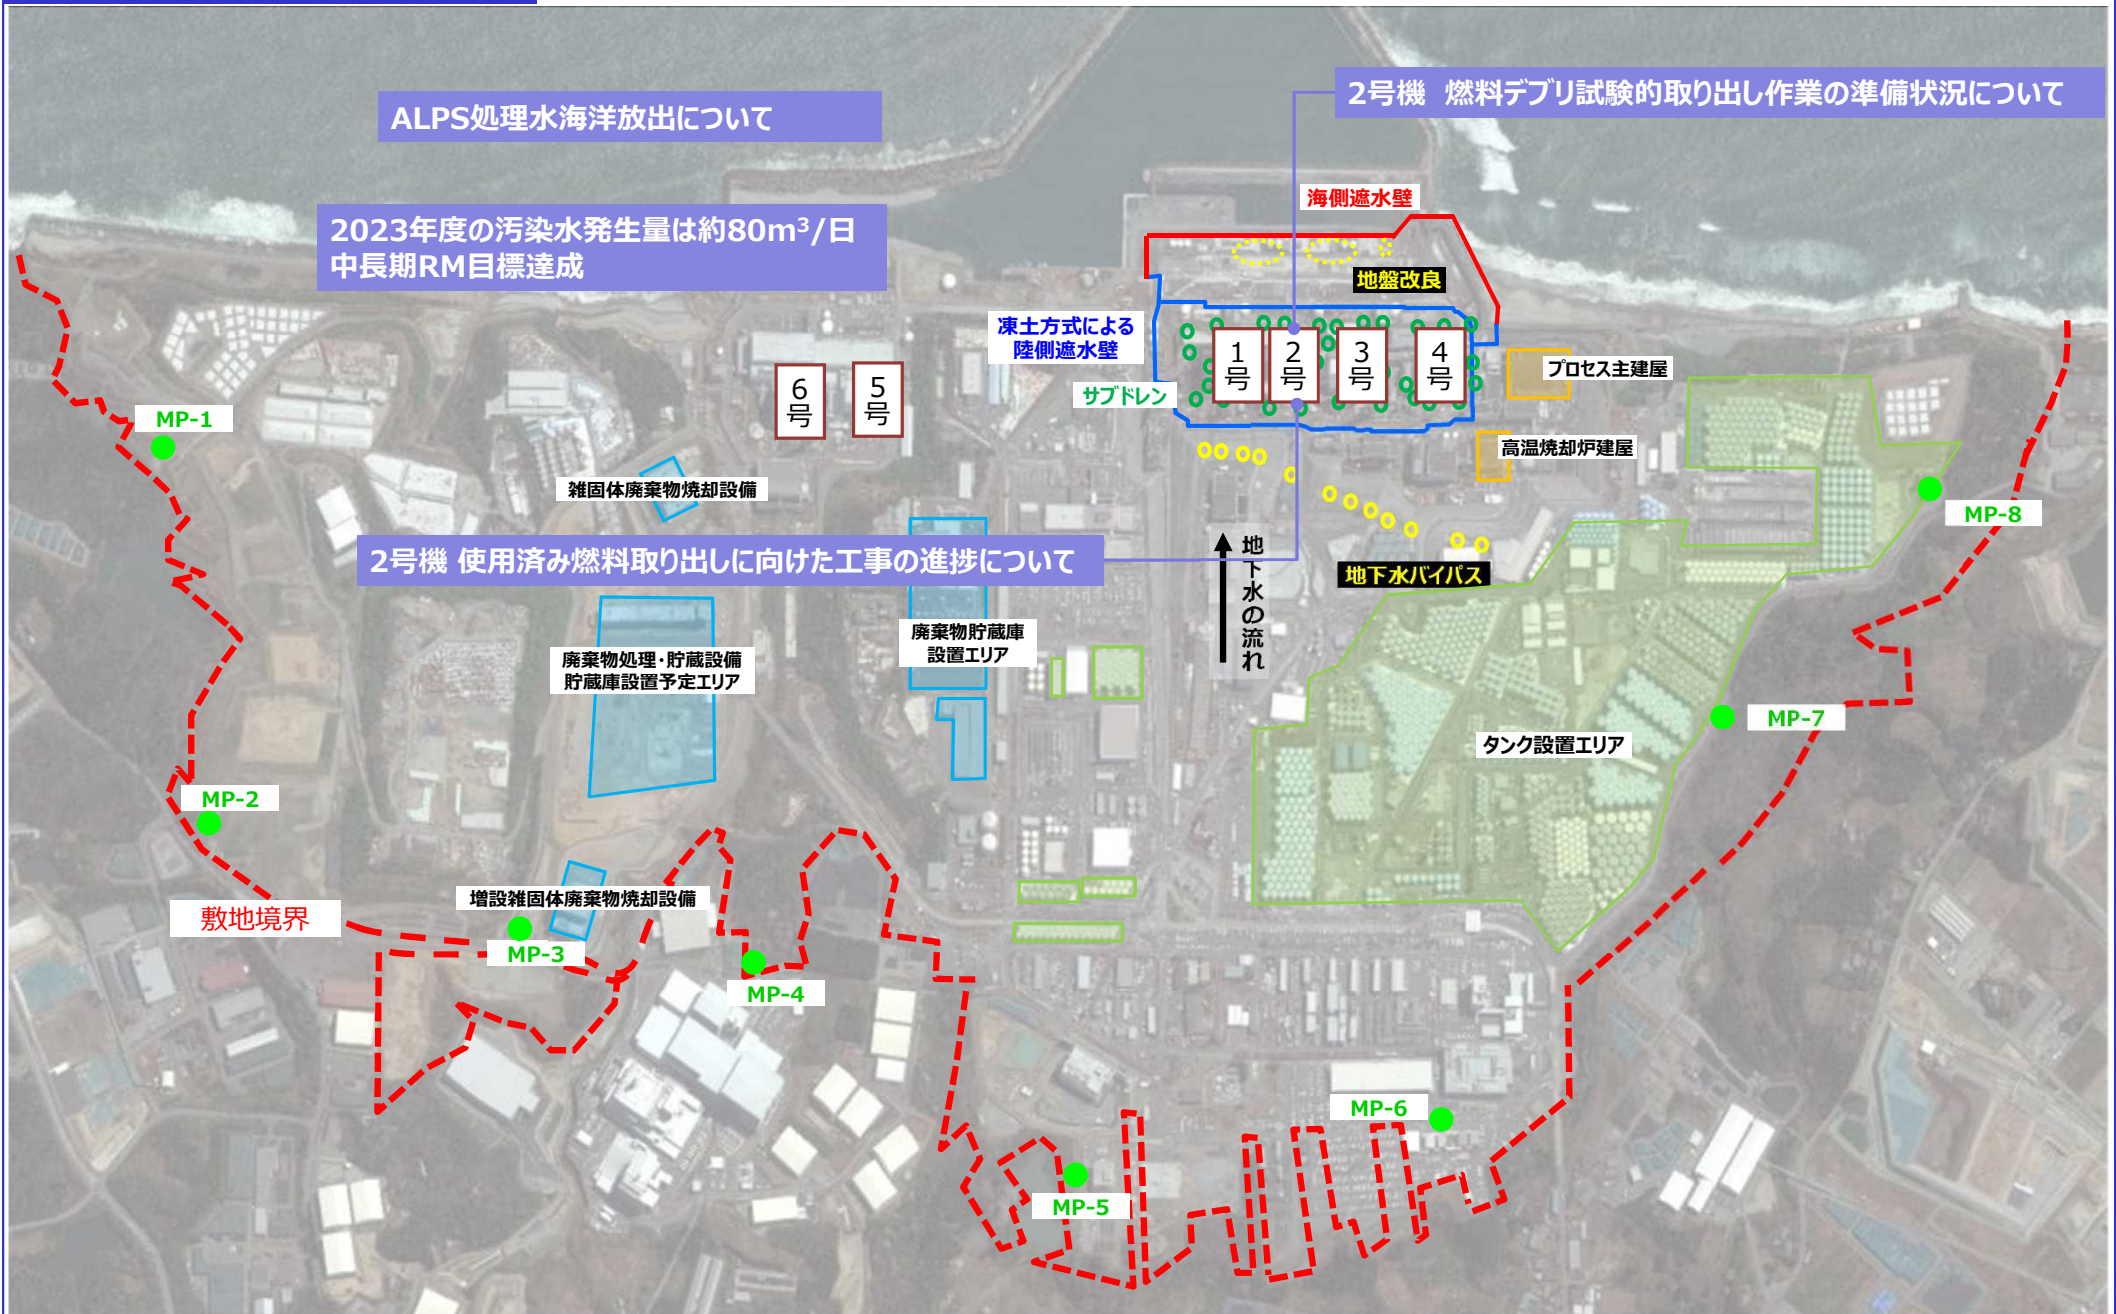 2号機 燃料デブリ試験的取り出し作業の準備状況について
ALPS処理水海洋放出について
海側遮水壁
2023年度の汚染水発生量は約80m³/日
中長期RM目標達成
地盤改良
凍土方式による
陸側遮水壁
1号
2号
3号
4号
プロセス主建屋
サブドレン
6号
5号
MP-1
高温焼却炉建屋
雑固体廃棄物焼却設備
MP-8
2号機 使用済み燃料取り出しに向けた工事の進捗について
地下水の流れ
地下水バイパス
廃棄物貯蔵庫
設置エリア
廃棄物処理・貯蔵設備
貯蔵庫設置予定エリア
MP-7
タンク設置エリア
MP-2
増設雑固体廃棄物焼却設備
敷地境界
MP-3
MP-4
MP-6
MP-5